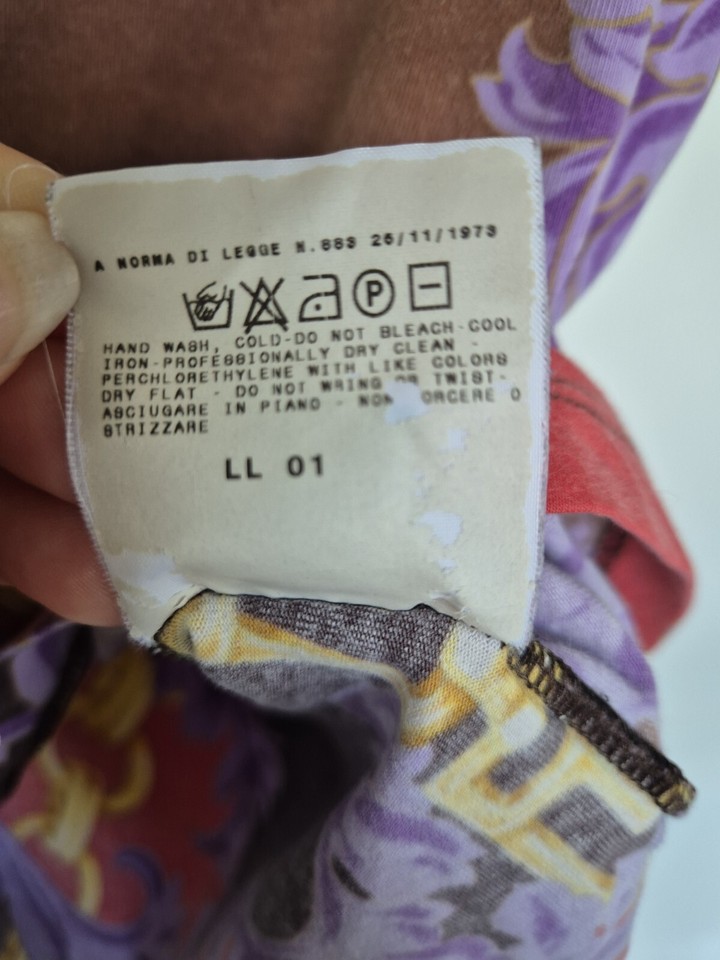 A NORMA DI LEGGE N.883 26/11/1973
P
HAND WASH, COLD-DO NOT BLEACH-COOL
IRON-PROFESSIONALLY DRY CLEAN -
PERCHLORETHYLENE WITH LIKE COLORS
DRY FLAT - DO NOT WRING OR TWIST-
ASCIUGARE IN PIANO - NON O
STRIZZARE
LL 01